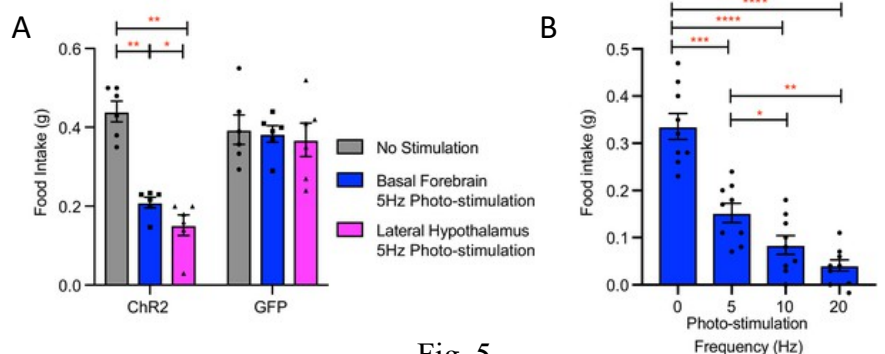 A
Food Intake (g)
0.6
0.4
0.2
0.0
**
**
*
ChR2
GFP
No Stimulation
Basal Forebrain
5Hz Photo-stimulation
Lateral Hypothalamus
5Hz Photo-stimulation
B
Food intake (g)
0.5
0.4
0.3
0.2
0.1
0.0
****
****
***
**
*
0
5
10
20
Photo-stimulation
Frequency (Hz)
Fig. 5